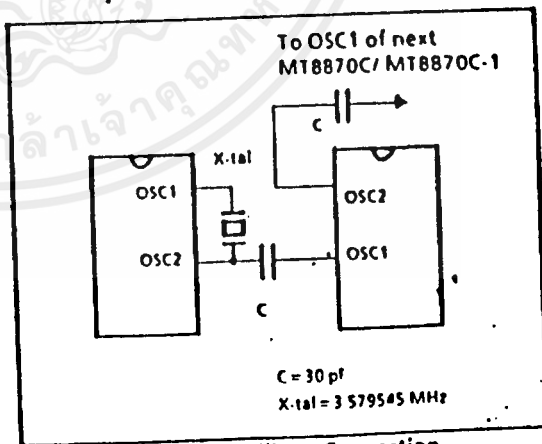 To OSC1 of next
MT8870C/ MT8870C-1
C
X-tal
OSC1
OSC2
OSC2
OSC1
C
C = 30 pf
X-tal = 3 579545 MHz